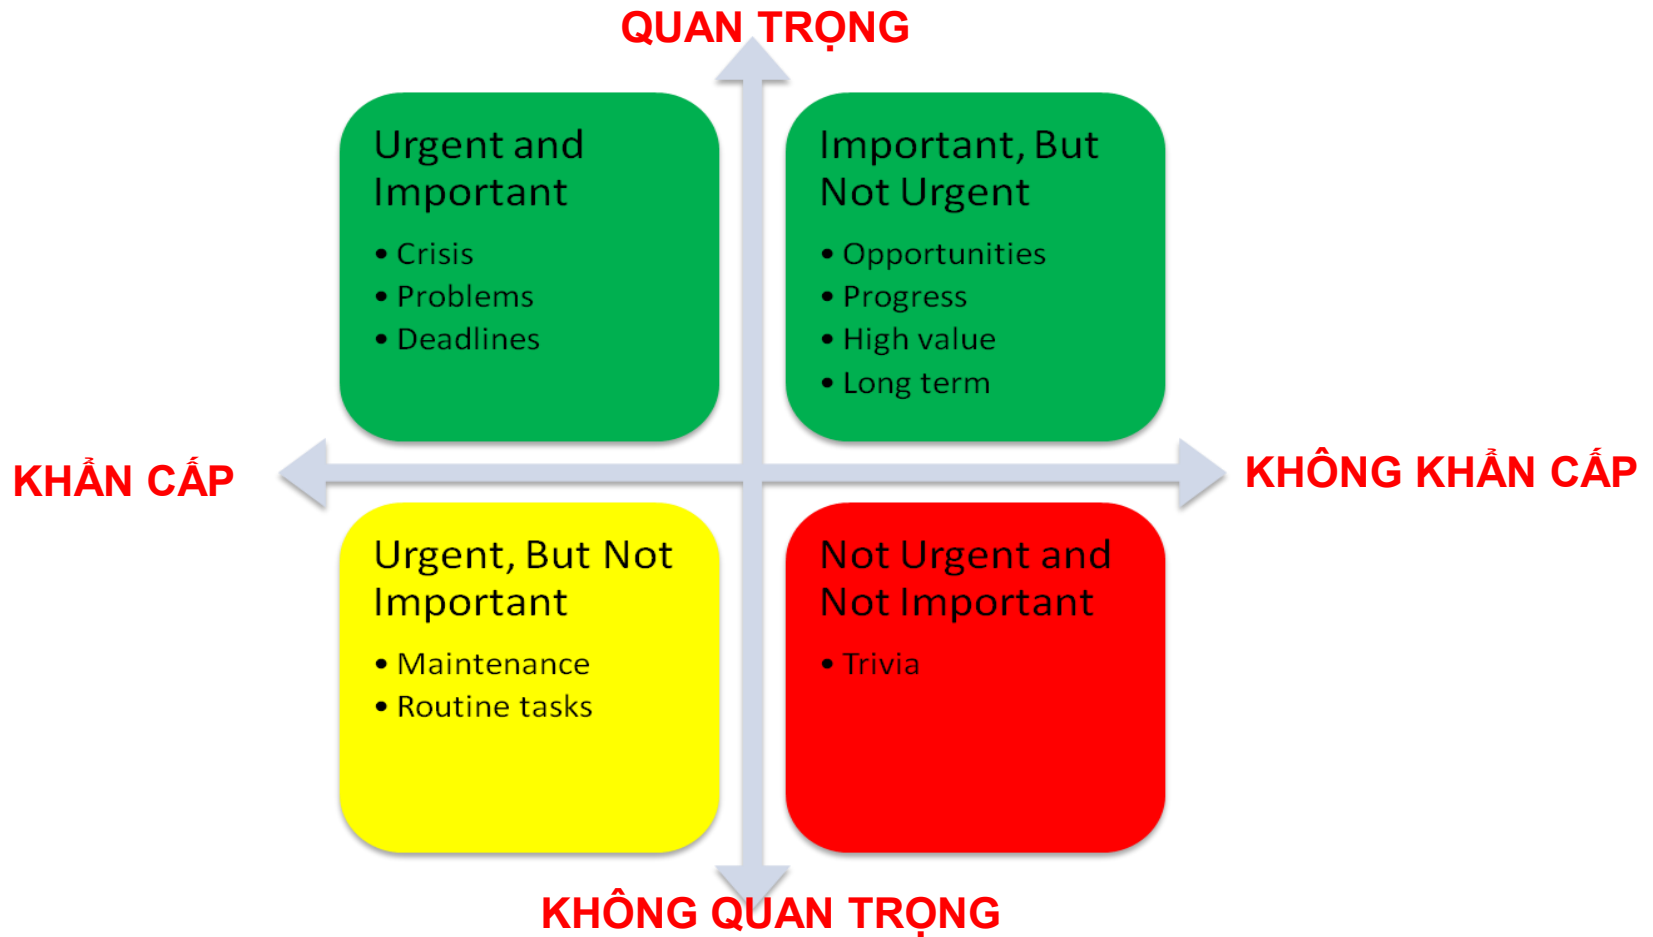 QUAN TRỌNG
Urgent and
Important
• Crisis
• Problems
• Deadlines
Important, But
Not Urgent
• Opportunities
• Progress
• High value
• Long term
KHẨN CẤP
KHÔNG KHẨN CẤP
Urgent, But Not
Important
• Maintenance
• Routine tasks
Not Urgent and
Not Important
• Trivia
KHÔNG QUAN TRỌNG